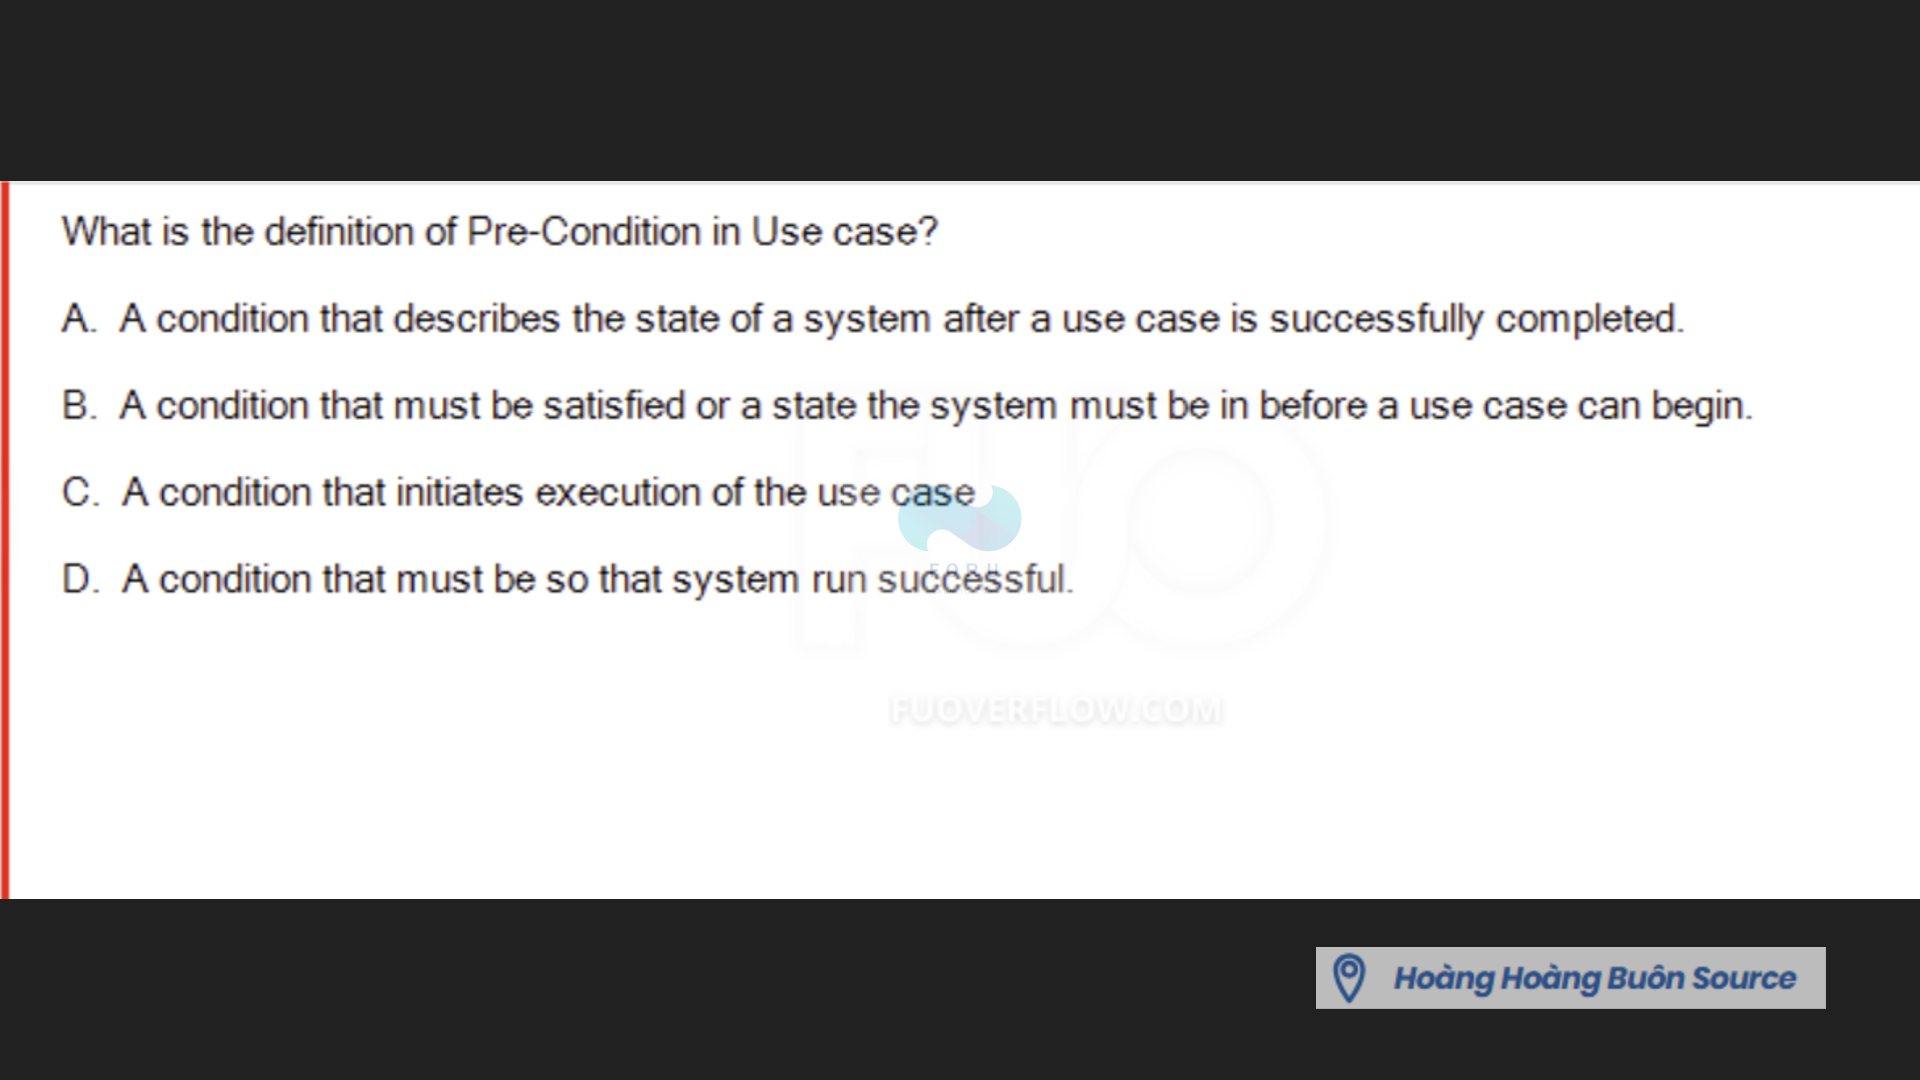 What is the definition of Pre-Condition in Use case?
A. A condition that describes the state of a system after a use case is successfully completed.
B. A condition that must be satisfied or a state the system must be in before a use case can begin.
C. A condition that initiates execution of the use case
D. A condition that must be so that system run successful.
FUO
FUOVERFLOW.COM
Hoàng Hoàng Buôn Source